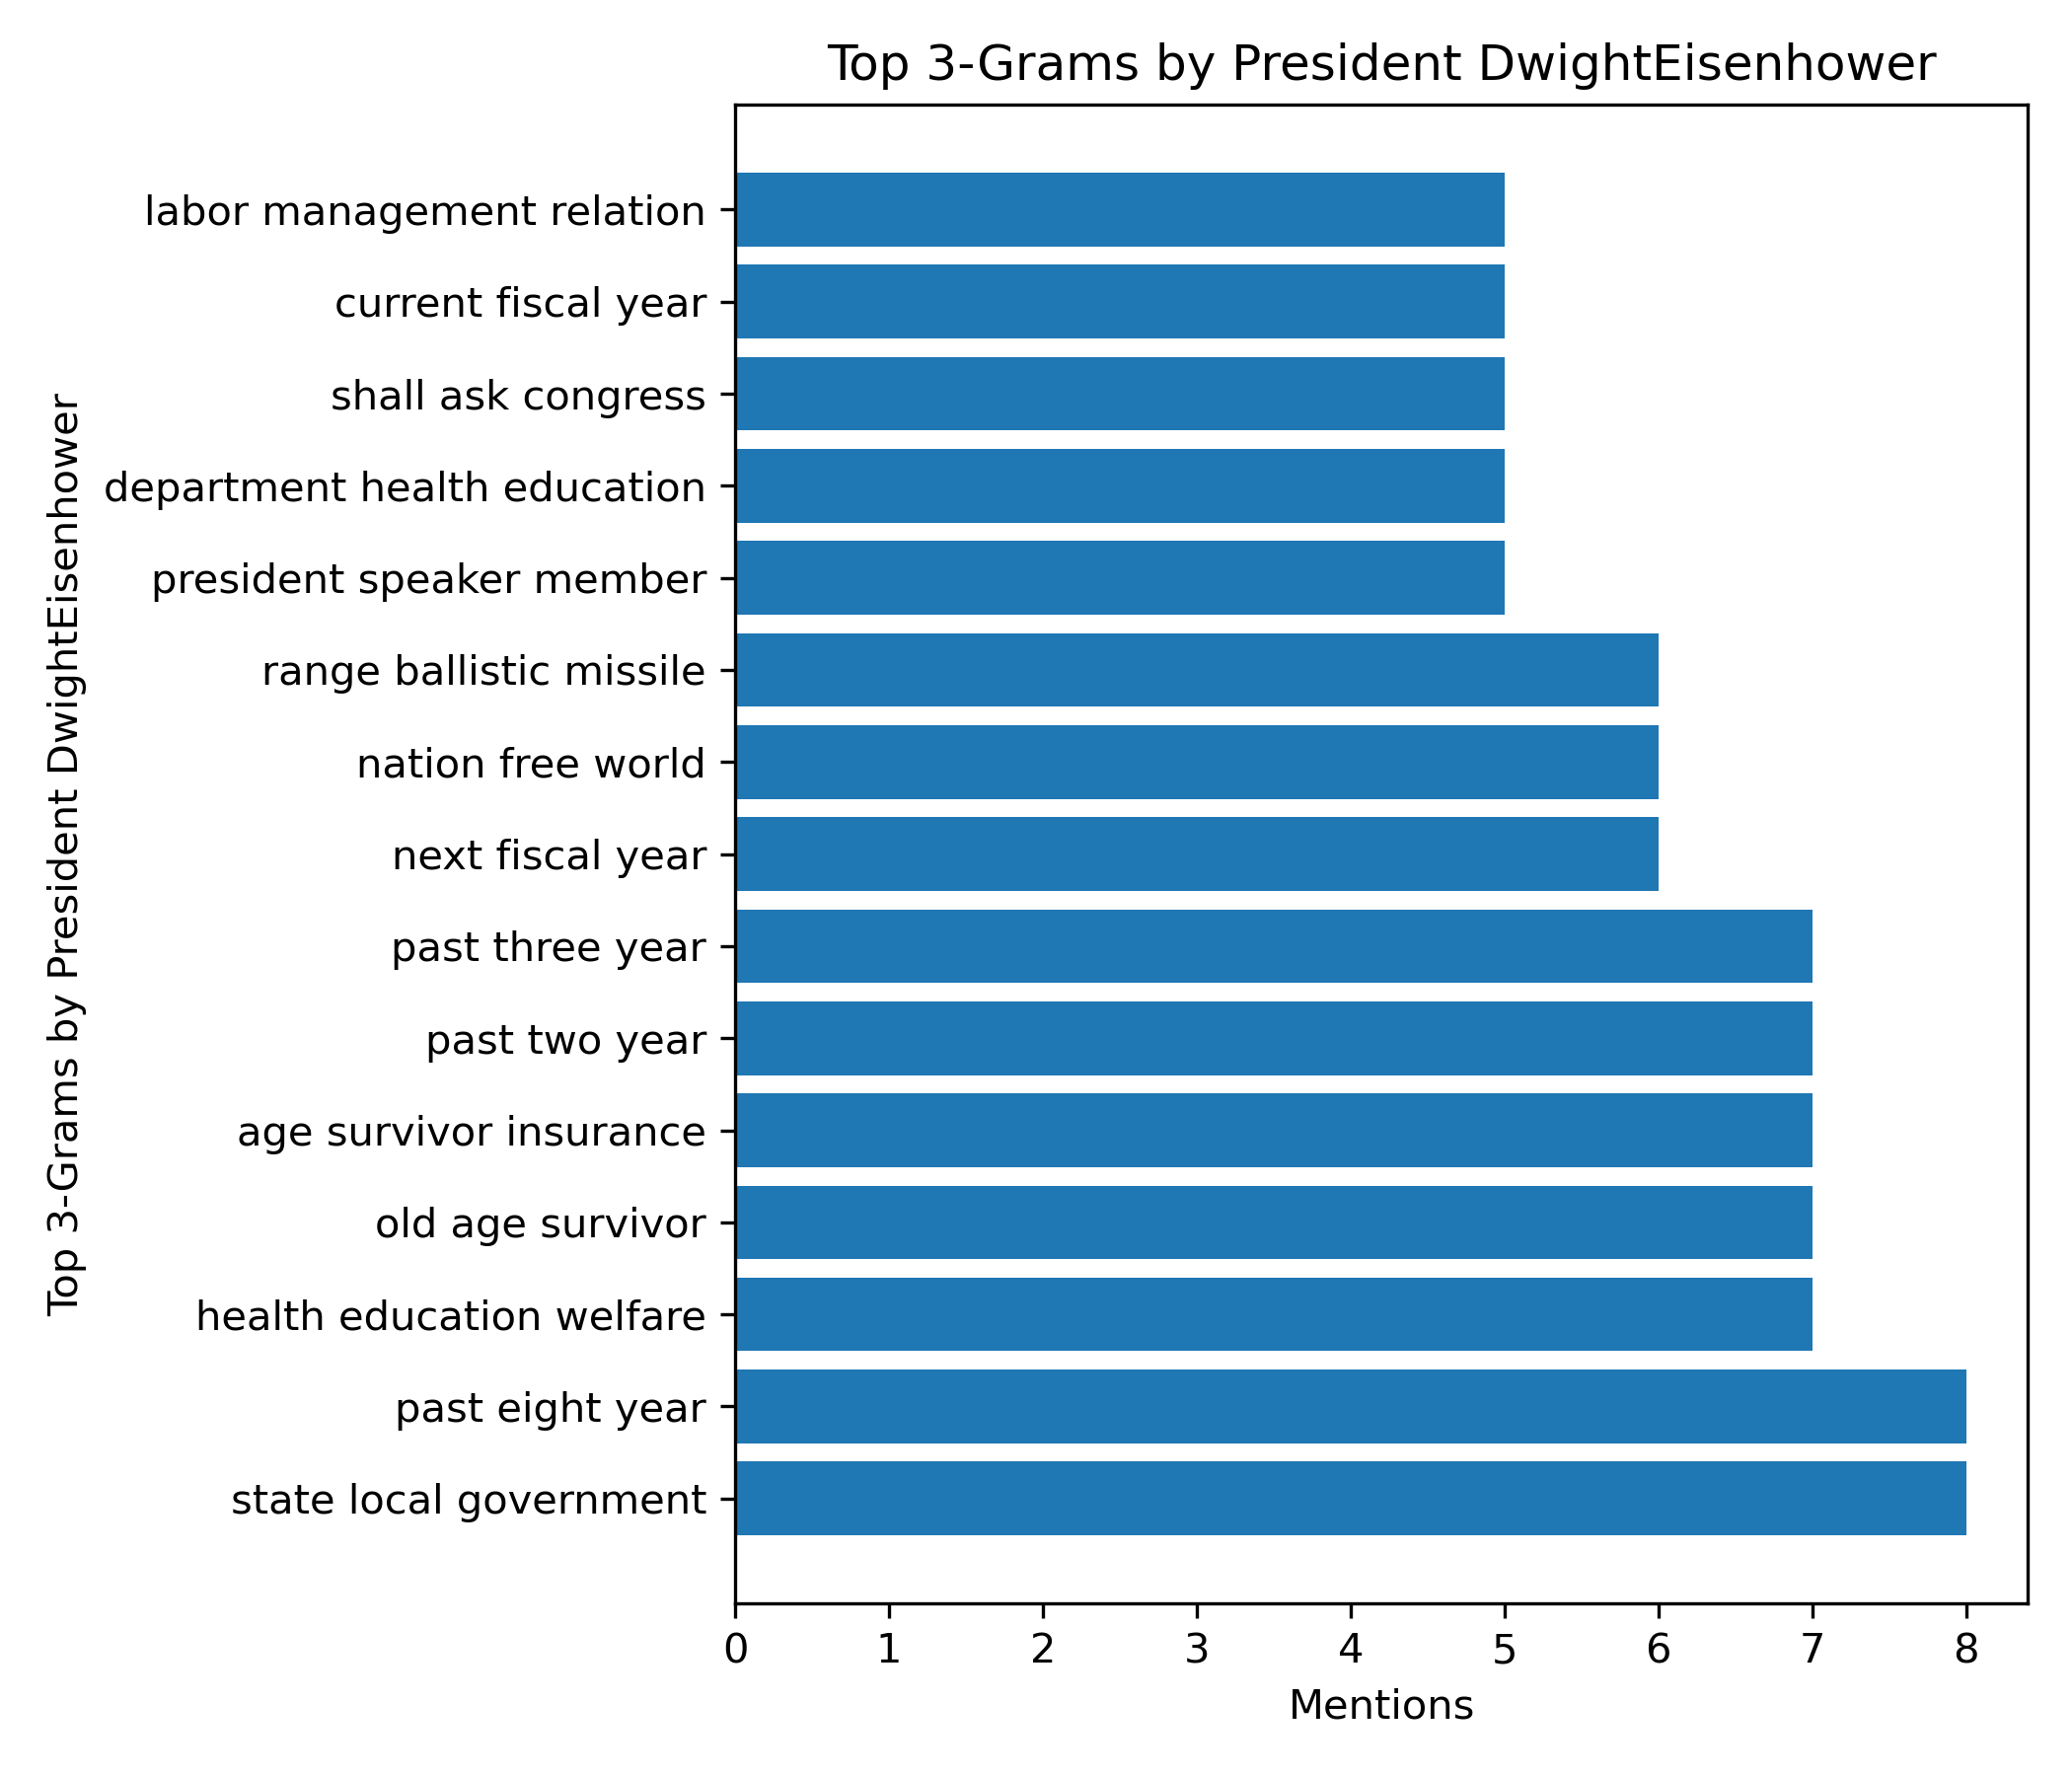 Top 3-Grams by President DwightEisenhower
Top 3-Grams by President DwightEisenhower
labor management relation
current fiscal year
shall ask congress
department health education
president speaker member
range ballistic missile
nation free world
next fiscal year
past three year
past two year
age survivor insurance
old age survivor
health education welfare
past eight year
state local government
0 1 2 3 4 5 6 7 8
Mentions